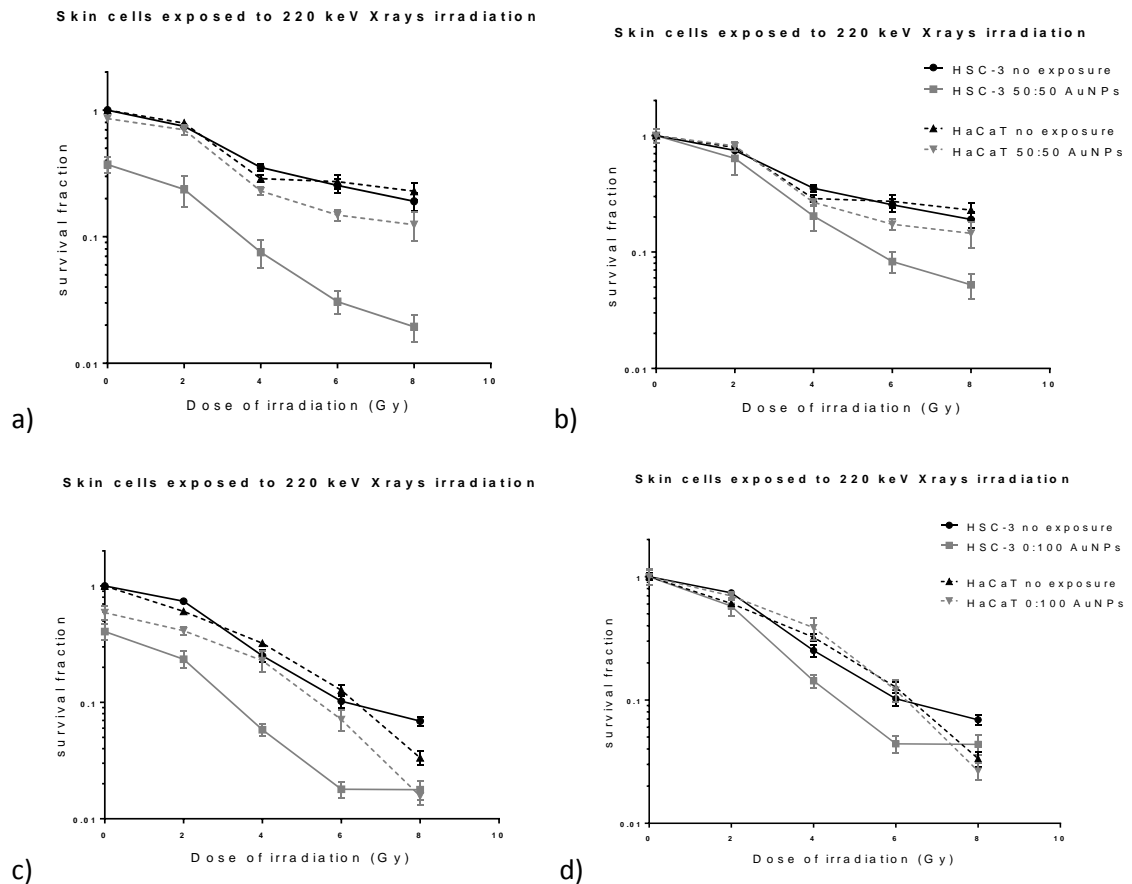 Skin cells exposed to 220 keV Xrays irradiation
1
0.1
0.01
survival fraction
0 2 4 6 8 10
Dose of irradiation (Gy)
a)
Skin cells exposed to 220 keV Xrays irradiation
HSC-3 no exposure
HSC-3 50:50 AuNPs
HaCaT no exposure
HaCaT 50:50 AuNPs
1
0.1
0.01
survival fraction
0 2 4 6 8 10
Dose of irradiation (Gy)
b)
Skin cells exposed to 220 keV Xrays irradiation
1
0.1
0.01
survival fraction
0 2 4 6 8 10
Dose of irradiation (Gy)
c)
Skin cells exposed to 220 keV Xrays irradiation
HSC-3 no exposure
HSC-3 0:100 AuNPs
HaCaT no exposure
HaCaT 0:100 AuNPs
1
0.1
0.01
survival fraction
0 2 4 6 8 10
Dose of irradiation (Gy)
d)